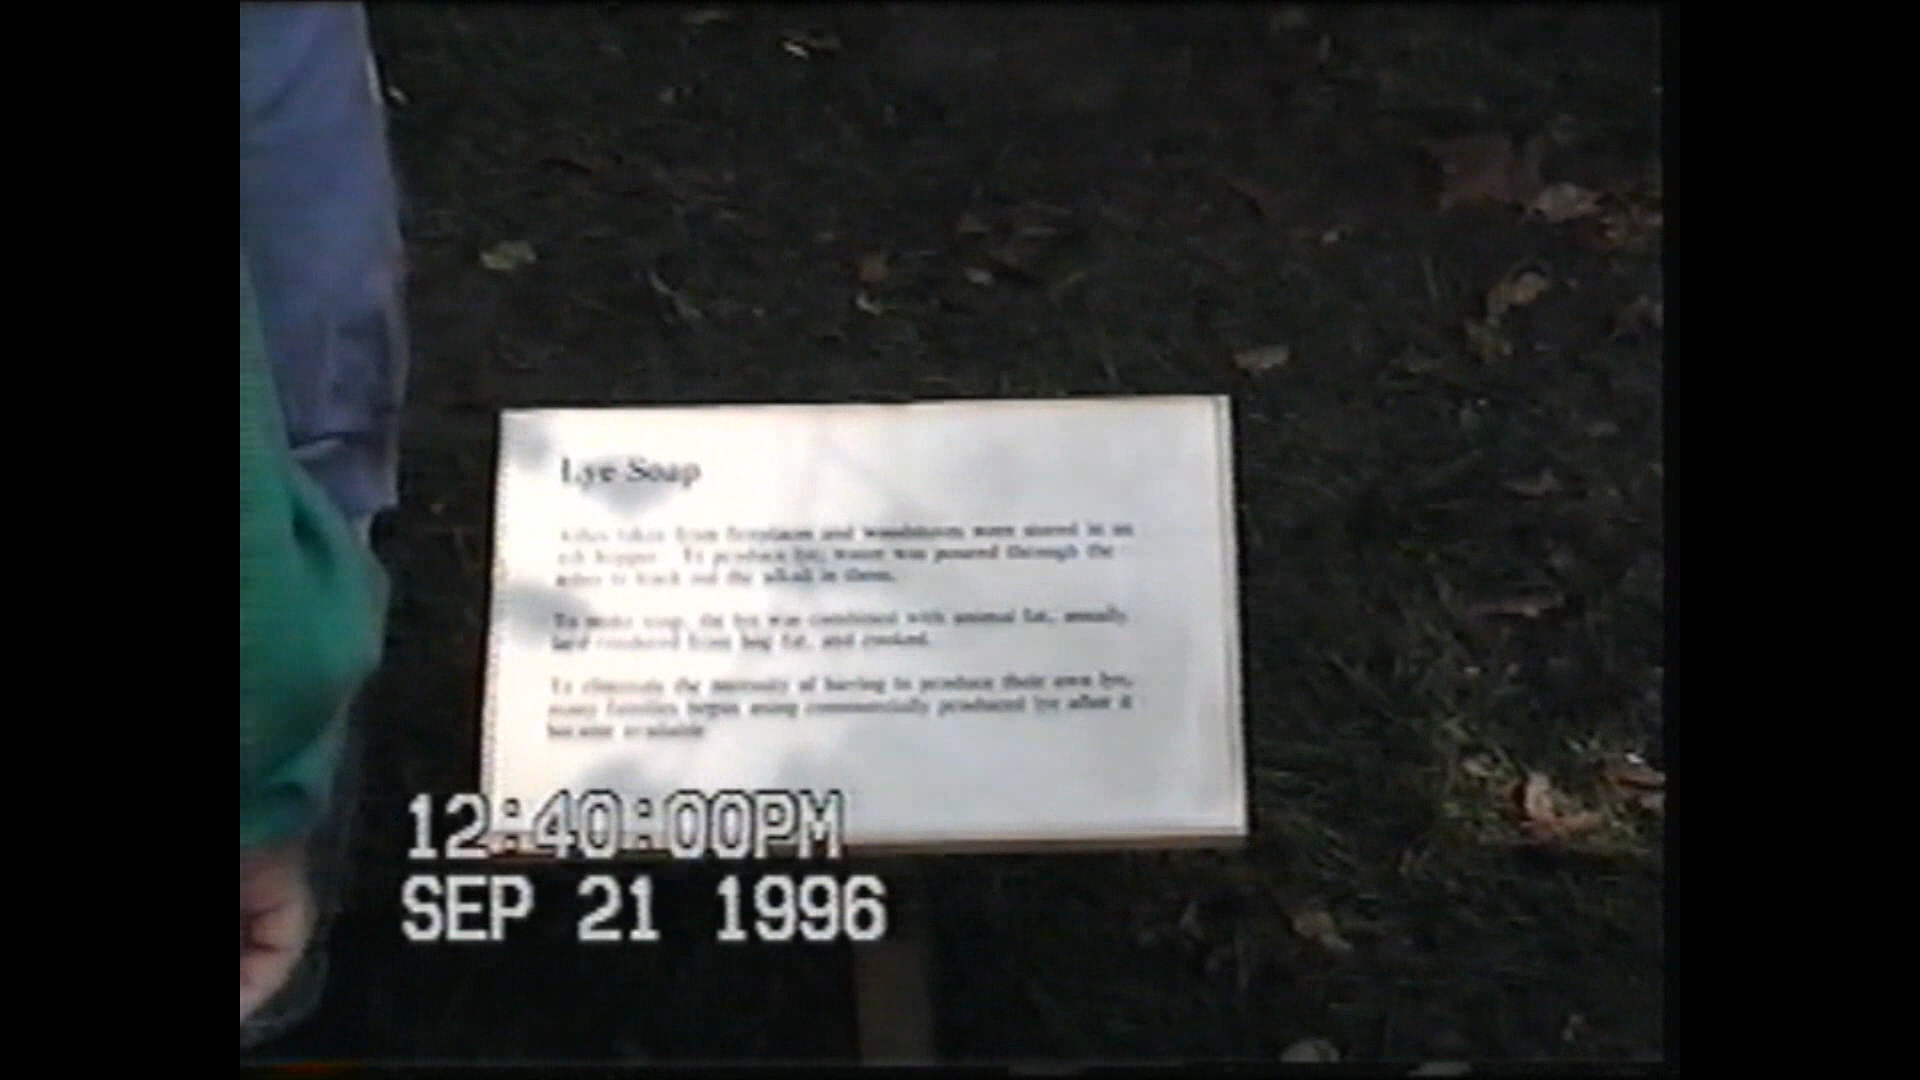 Lye Soap
Ashes taken from fireplaces and woodstoves were stored in an
ash hopper. To produce lye, water was poured through the
ashes to leach out the alkali in them.
To make soap, the lye was combined with animal fat, usually
lard rendered from hog fat, and cooked.
To eliminate the necessity of having to produce their own lye,
many families began using commercially produced lye after it
became available
12:40:00PM
SEP 21 1996